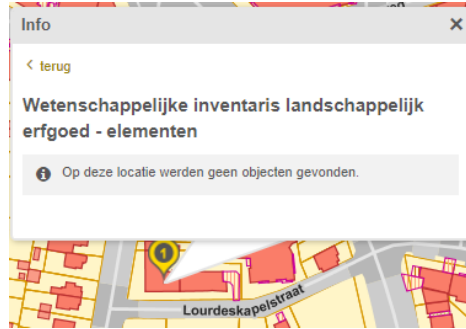 Info ×
< terug
Wetenschappelijke inventaris landschappelijk
erfgoed - elementen
Op deze locatie werden geen objecten gevonden.
1
Lourdeskapelstraat